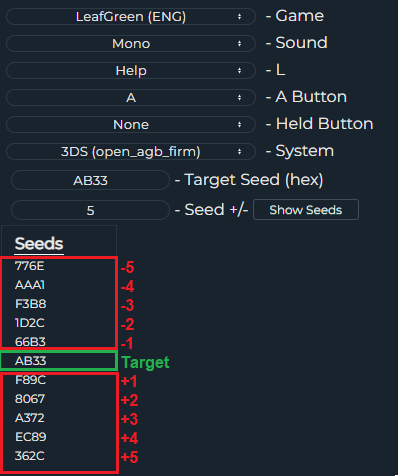 LeafGreen (ENG) - Game
Mono - Sound
Help - L
A - A Button
None - Held Button
3DS (open_agb_firm) - System
AB33 - Target Seed (hex)
5 - Seed +/- Show Seeds
Seeds
776E -5
AAA1 -4
F3B8 -3
1D2C -2
66B3 -1
AB33 Target
F89C +1
8067 +2
A372 +3
EC89 +4
362C +5